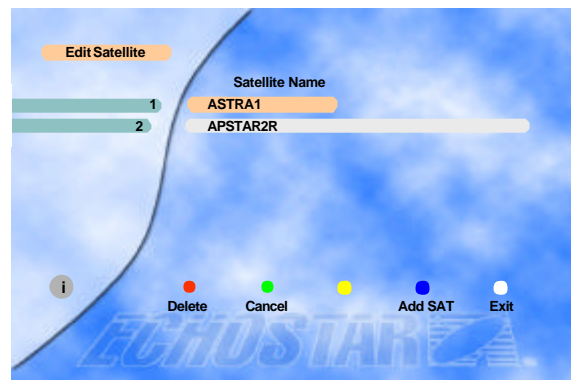 Edit Satellite
Satellite Name
1 ASTRA1
2 APSTAR2R
i
Delete Cancel Add SAT Exit
ECHOSTAR